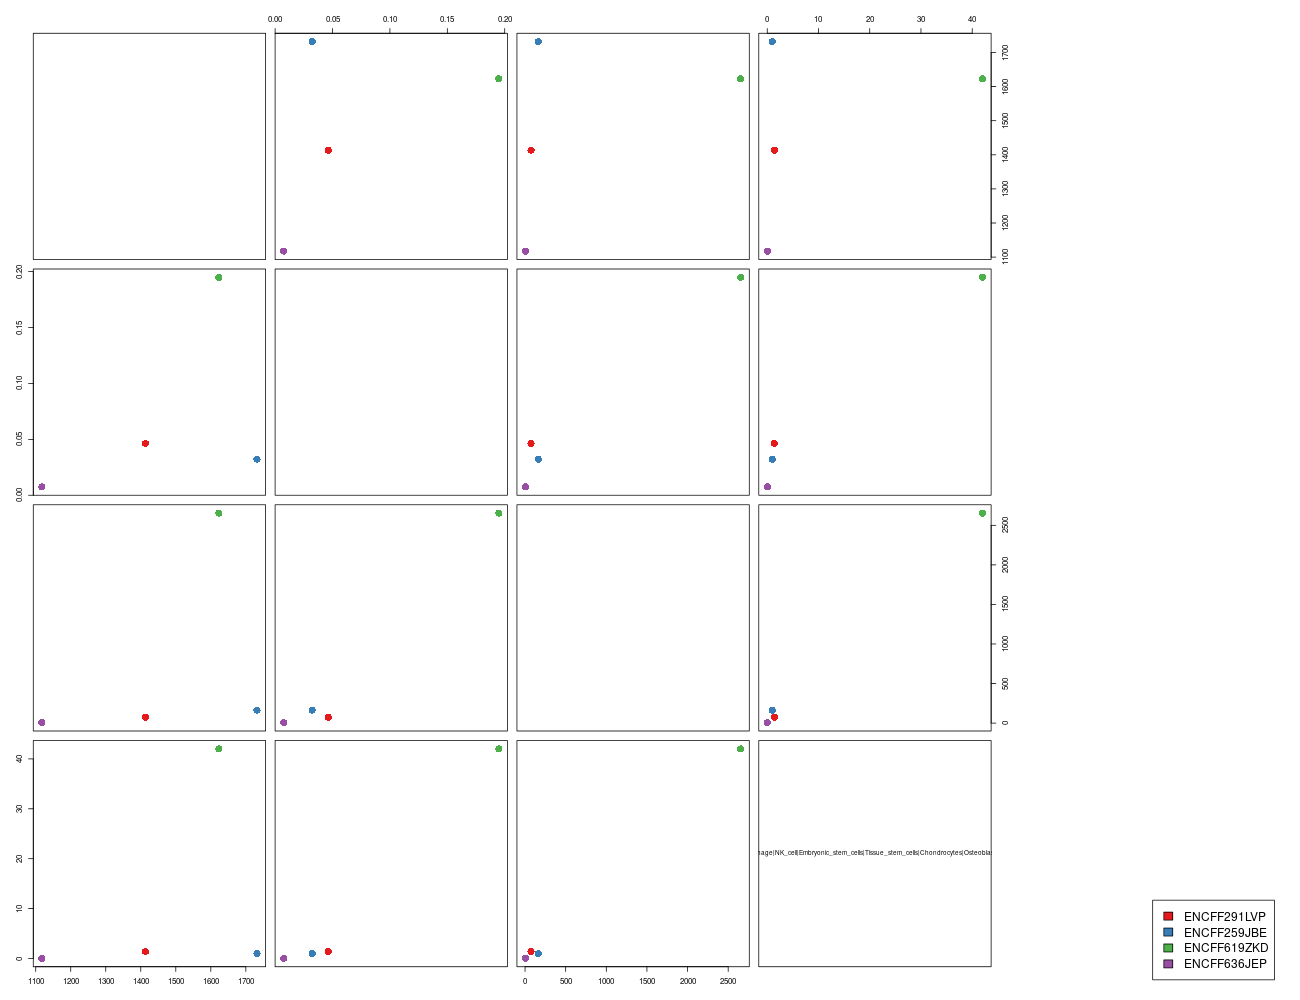 0.00 0.05 0.10 0.15 0.20
0 10 20 30 40
1100 1200 1300 1400 1500 1600 1700
0.00 0.05 0.10 0.15 0.20
0 500 1000 1500 2000 2500
0 10 20 30 40
nage|NK_cell|Embryonic_stem_cells|Tissue_stem_cells|Chondrocytes|Osteobla
1100 1200 1300 1400 1500 1600 1700
0 500 1000 1500 2000 2500
ENCFF291LVP
ENCFF259JBE
ENCFF619ZKD
ENCFF636JEP